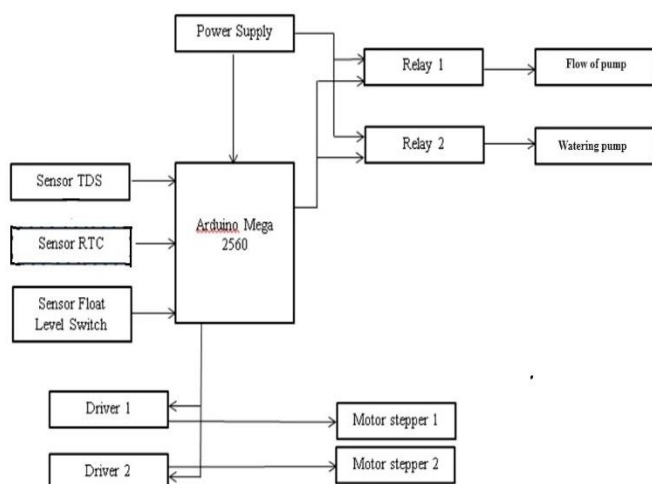 Power Supply
Relay 1
Flow of pump
Relay 2
Watering pump
Sensor TDS
Arduino Mega
2560
Sensor RTC
Sensor Float
Level Switch
Driver 1
Motor stepper 1
Driver 2
Motor stepper 2